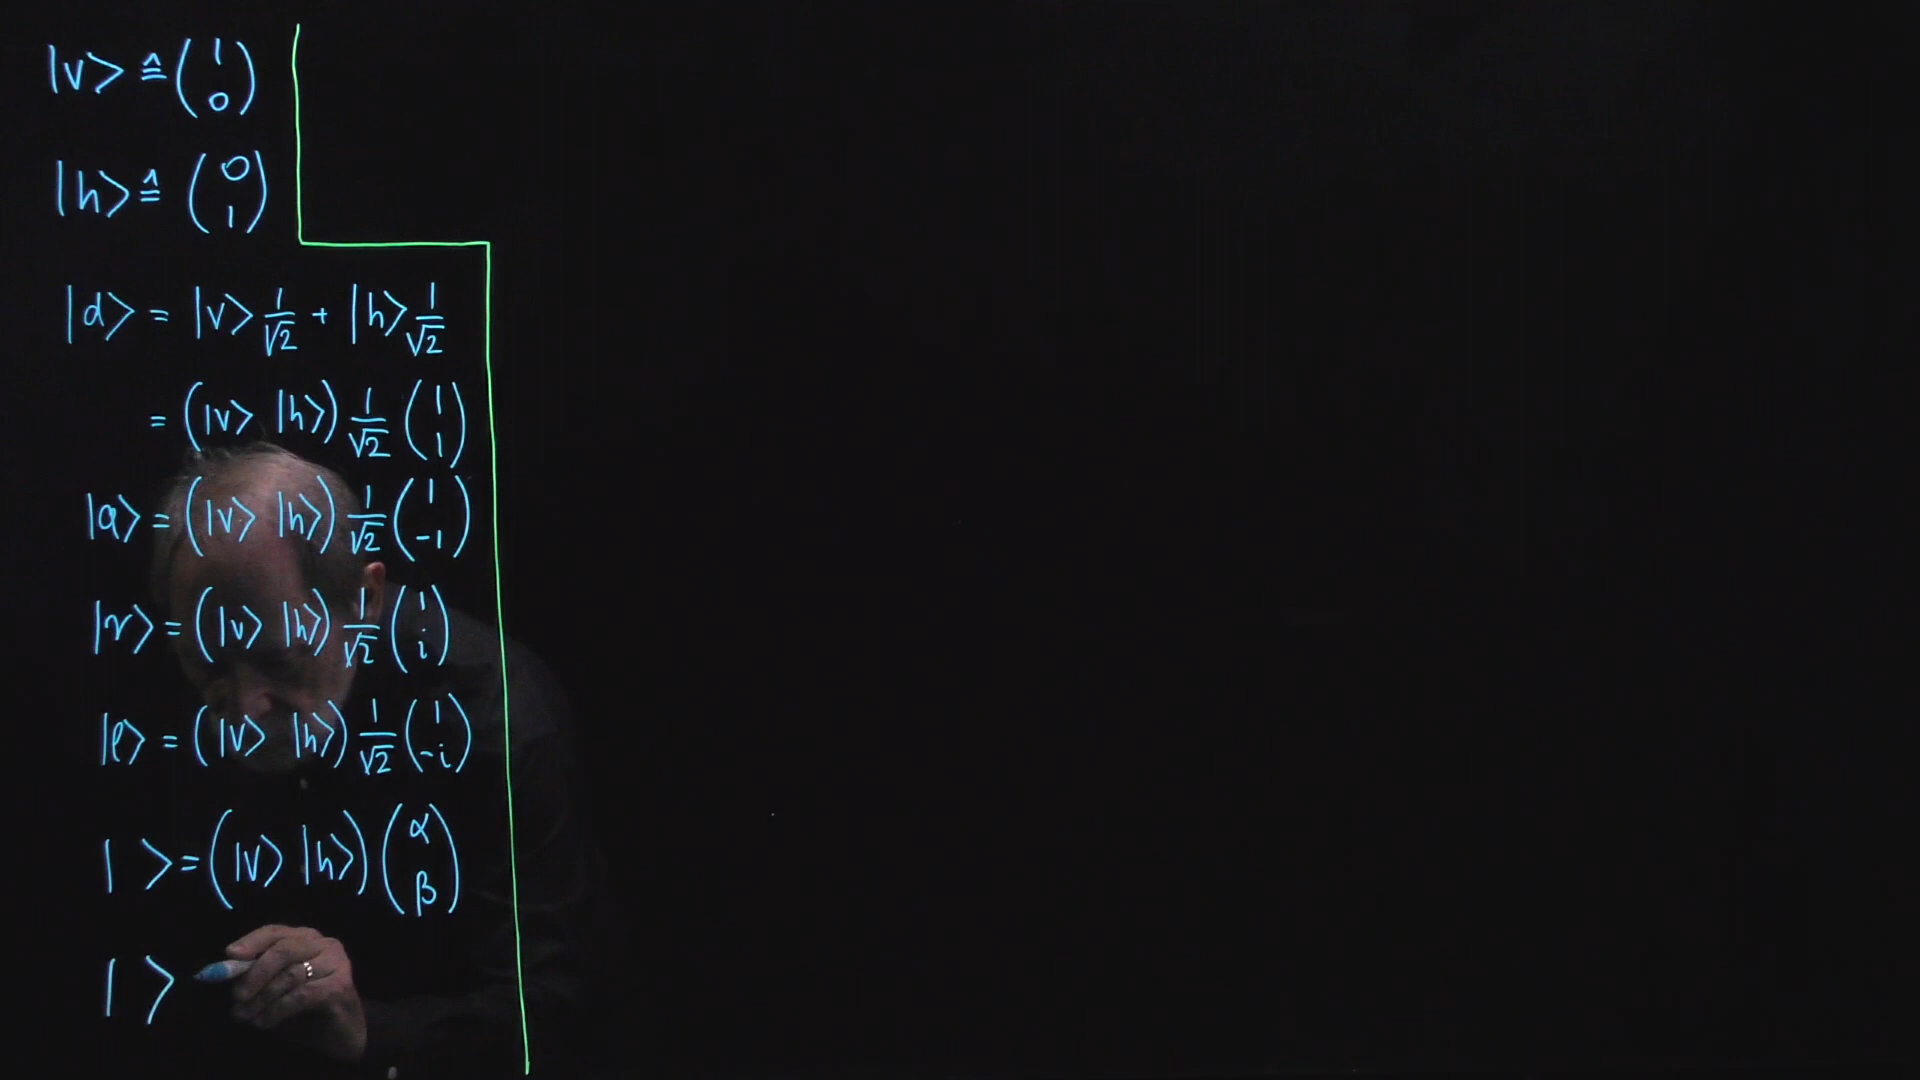 |v> ≙ (1 0)
|h> ≙ (0 1)
|d> = |v> 1/√2 + |h> 1/√2
= (|v> |h>) 1/√2 (1 1)
|a> = (|v> |h>) 1/√2 (1 -1)
|r> = (|v> |h>) 1/√2 (1 i)
|ℓ> = (|v> |h>) 1/√2 (1 -i)
| > = (|v> |h>) (α β)
| >